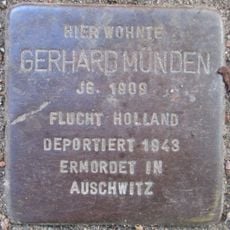 HIER WOHNTE
GERHARD MÜNDEN
JG. 1909
FLUCHT HOLLAND
DEPORTIERT 1943
ERMORDET IN
AUSCHWITZ